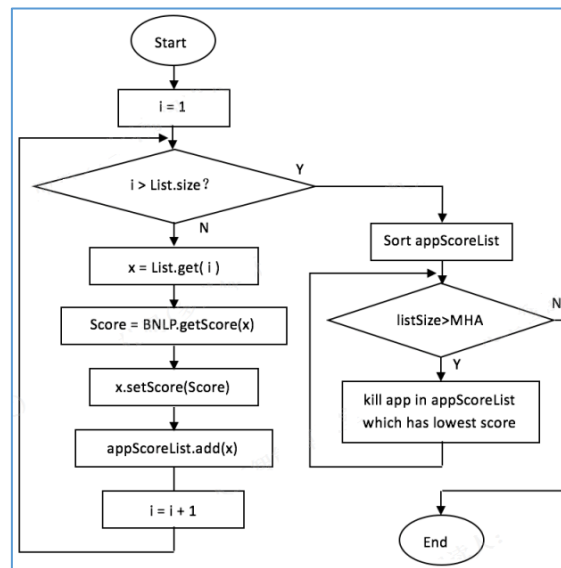 Start
i = 1
i > List.size?
Y
N
x = List.get( i )
Score = BNLP.getScore(x)
x.setScore(Score)
appScoreList.add(x)
i = i + 1
Sort appScoreList
listSize>MHA
N
Y
kill app in appScoreList
which has lowest score
End